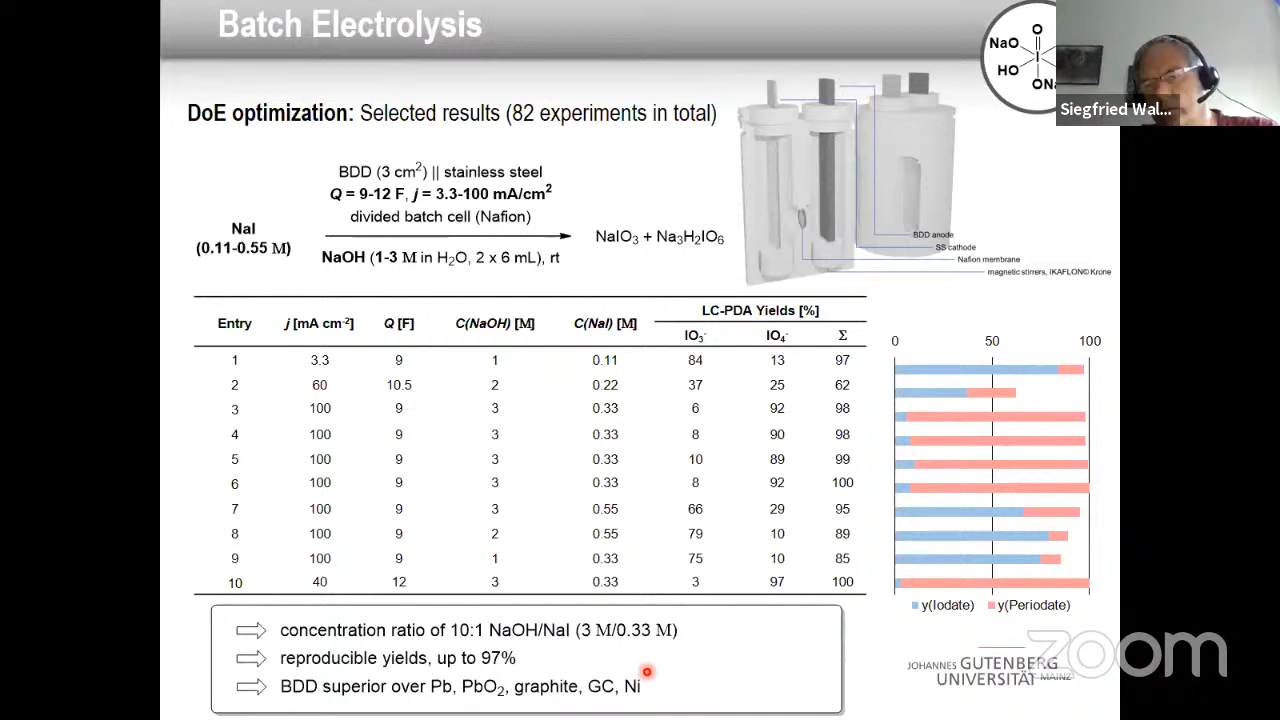 Batch Electrolysis
NaO
O
I
HO
ONa
Siegfried Wal...
DoE optimization: Selected results (82 experiments in total)
BDD (3 cm²) || stainless steel
Q = 9-12 F, j = 3.3-100 mA/cm²
divided batch cell (Nafion)
NaI
(0.11-0.55 M)
NaIO₃ + Na₃H₂IO₆
NaOH (1-3 M in H₂O, 2 x 6 mL), rt
BDD anode
SS cathode
Nafion membrane
magnetic stirrers, IKAFLON© Krone
LC-PDA Yields [%]
Entry j [mA cm⁻²] Q [F] C(NaOH) [M] C(NaI) [M] IO₃⁻ IO₄⁻ Σ
1 3.3 9 1 0.11 84 13 97
2 60 10.5 2 0.22 37 25 62
3 100 9 3 0.33 6 92 98
4 100 9 3 0.33 8 90 98
5 100 9 3 0.33 10 89 99
6 100 9 3 0.33 8 92 100
7 100 9 3 0.55 66 29 95
8 100 9 2 0.55 79 10 89
9 100 9 1 0.33 75 10 85
10 40 12 3 0.33 3 97 100
0 50 100
y(Iodate) y(Periodate)
concentration ratio of 10:1 NaOH/NaI (3 M/0.33 M)
reproducible yields, up to 97%
BDD superior over Pb, PbO₂, graphite, GC, Ni
JOHANNES GUTENBERG
UNIVERSITÄT MAINZ
zoom